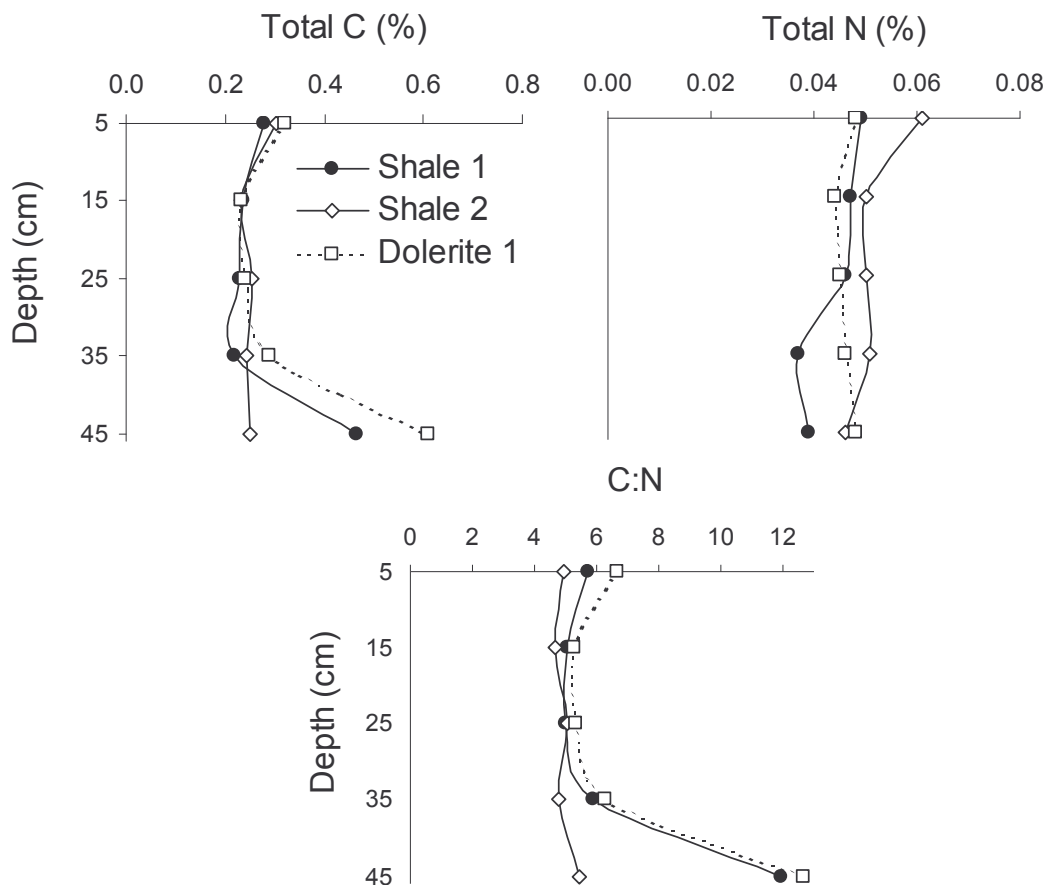 Total C (%)
0.0 0.2 0.4 0.6 0.8
5
15
25
35
45
Depth (cm)
Shale 1
Shale 2
Dolerite 1
Total N (%)
0.00 0.02 0.04 0.06 0.08
C:N
0 2 4 6 8 10 12
5
15
25
35
45
Depth (cm)